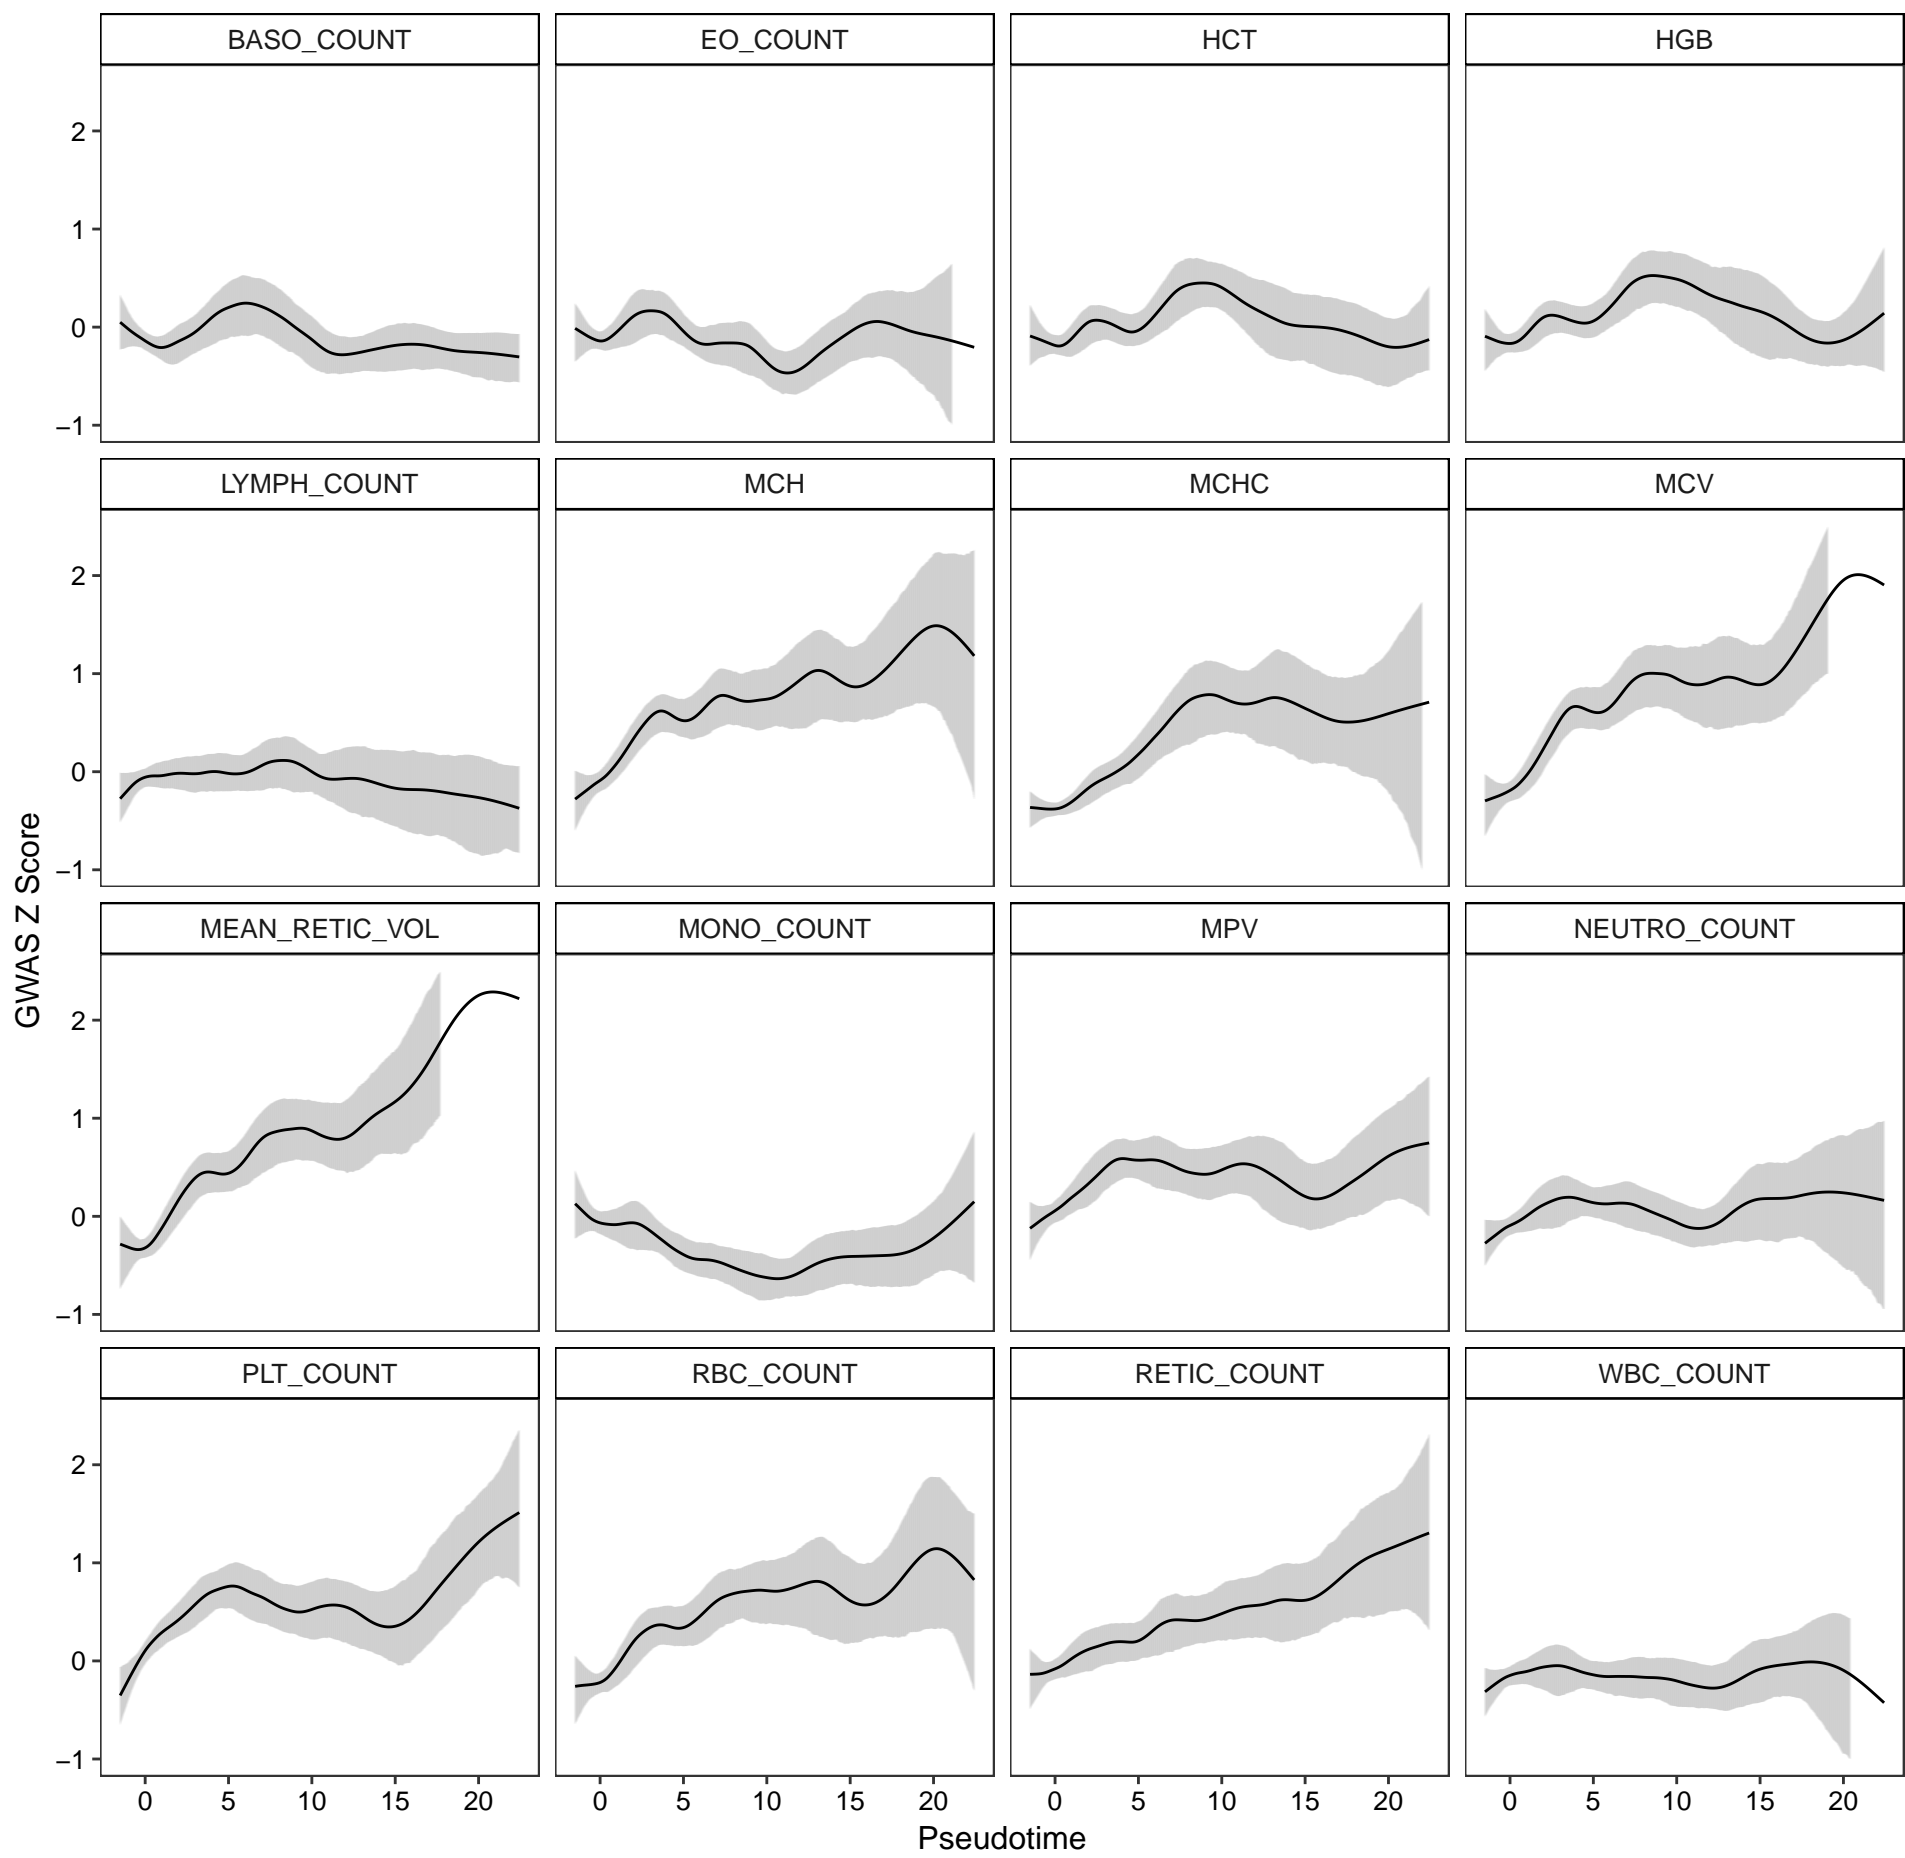 BASO_COUNT EO_COUNT HCT HGB
2
1
0
−1
LYMPH_COUNT MCH MCHC MCV
2
1
0
−1
GWAS Z Score
MEAN_RETIC_VOL MONO_COUNT MPV NEUTRO_COUNT
2
1
0
−1
PLT_COUNT RBC_COUNT RETIC_COUNT WBC_COUNT
2
1
0
−1
0 5 10 15 20 0 5 10 15 20 0 5 10 15 20 0 5 10 15 20
Pseudotime